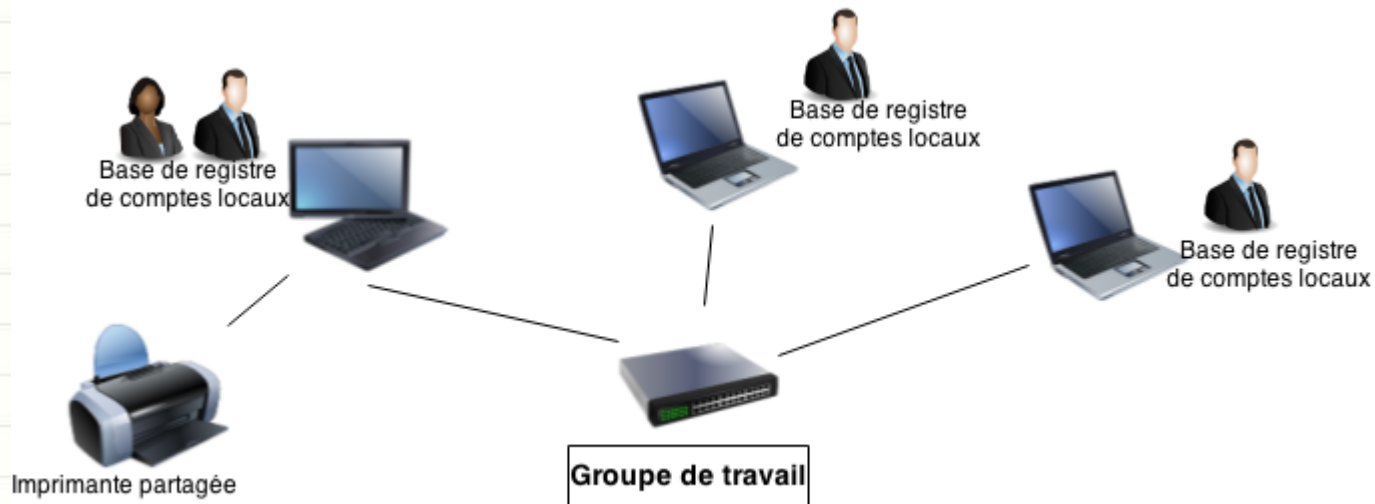 Base de registre
de comptes locaux
Base de registre
de comptes locaux
Base de registre
de comptes locaux
Imprimante partagée
Groupe de travail